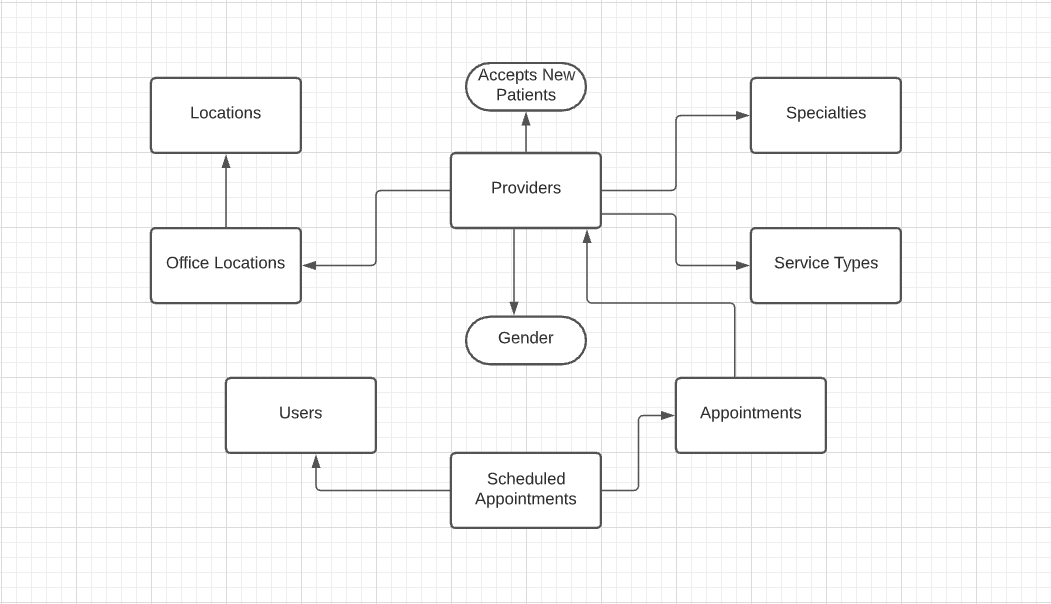 Accepts New
Patients
Locations
Specialties
Providers
Office Locations
Service Types
Gender
Users
Appointments
Scheduled
Appointments